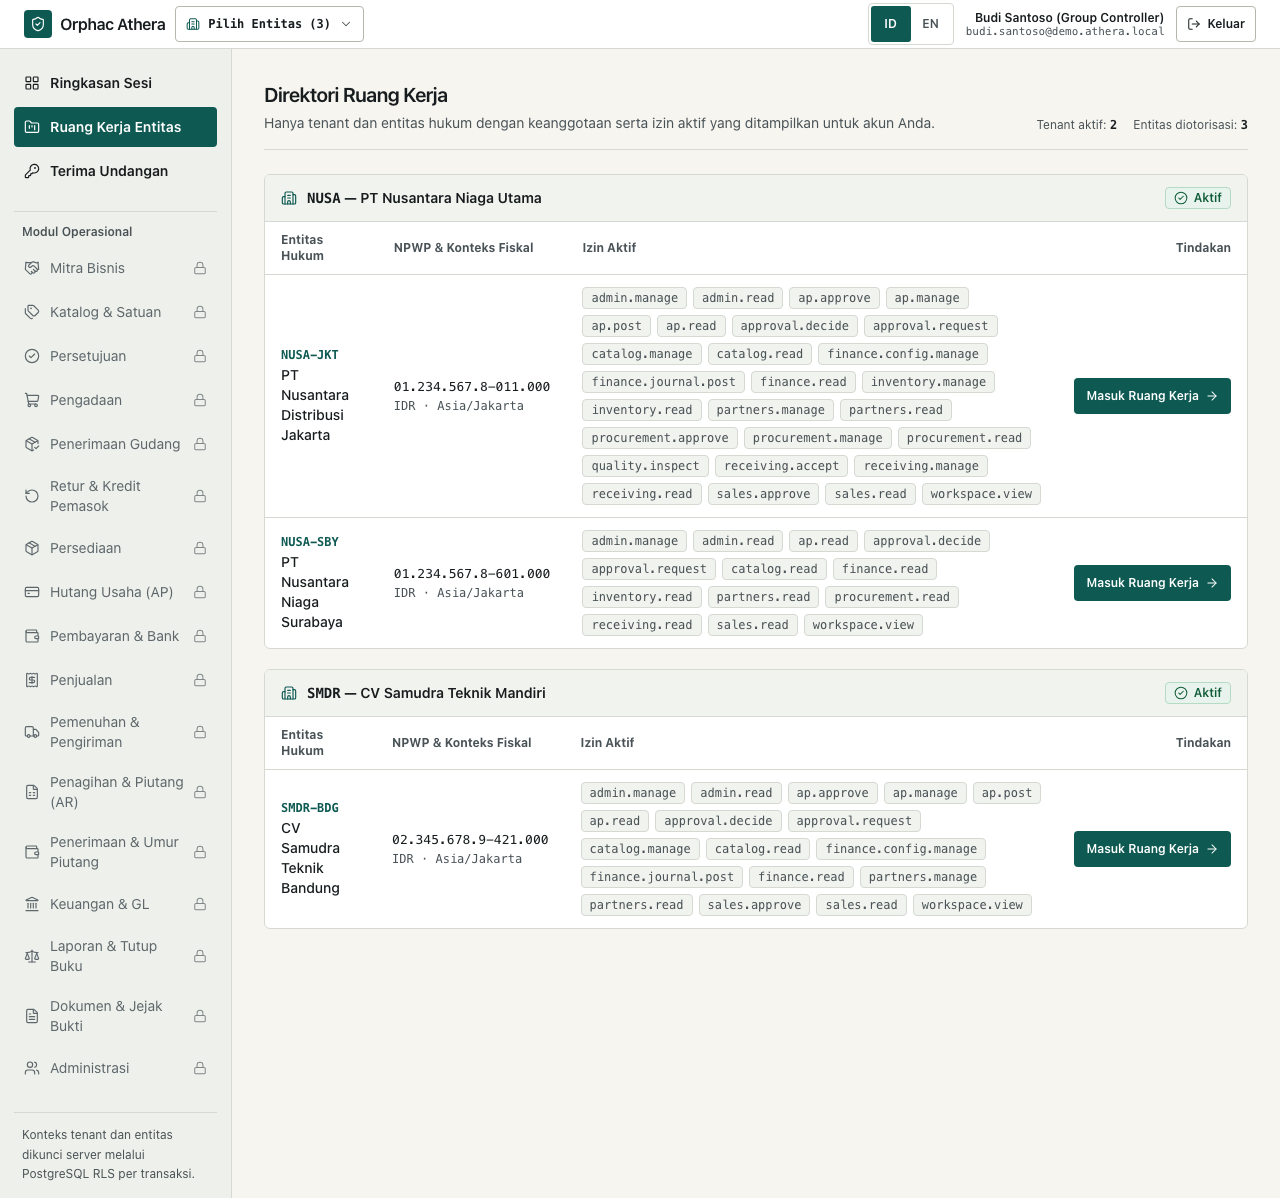 Orphac Athera
Pilih Entitas (3)
ID EN
Budi Santoso (Group Controller)
budi.santoso@demo.athera.local
Keluar
Ringkasan Sesi
Ruang Kerja Entitas
Terima Undangan
Modul Operasional
Mitra Bisnis
Katalog & Satuan
Persetujuan
Pengadaan
Penerimaan Gudang
Retur & Kredit
Pemasok
Persediaan
Hutang Usaha (AP)
Pembayaran & Bank
Penjualan
Pemenuhan &
Pengiriman
Penagihan & Piutang
(AR)
Penerimaan & Umur
Piutang
Keuangan & GL
Laporan & Tutup
Buku
Dokumen & Jejak
Bukti
Administrasi
Konteks tenant dan entitas
dikunci server melalui
PostgreSQL RLS per transaksi.
Direktori Ruang Kerja
Hanya tenant dan entitas hukum dengan keanggotaan serta izin aktif yang ditampilkan untuk akun Anda.
Tenant aktif: 2 Entitas diotorisasi: 3
NUSA — PT Nusantara Niaga Utama
Aktif
Entitas
Hukum
NPWP & Konteks Fiskal
Izin Aktif
Tindakan
NUSA-JKT
PT
Nusantara
Distribusi
Jakarta
01.234.567.8-011.000
IDR · Asia/Jakarta
admin.manage admin.read ap.approve ap.manage
ap.post ap.read approval.decide approval.request
catalog.manage catalog.read finance.config.manage
finance.journal.post finance.read inventory.manage
inventory.read partners.manage partners.read
procurement.approve procurement.manage procurement.read
quality.inspect receiving.accept receiving.manage
receiving.read sales.approve sales.read workspace.view
Masuk Ruang Kerja
NUSA-SBY
PT
Nusantara
Niaga
Surabaya
01.234.567.8-601.000
IDR · Asia/Jakarta
admin.manage admin.read ap.read approval.decide
approval.request catalog.read finance.read
inventory.read partners.read procurement.read
receiving.read sales.read workspace.view
Masuk Ruang Kerja
SMDR — CV Samudra Teknik Mandiri
Aktif
Entitas
Hukum
NPWP & Konteks Fiskal
Izin Aktif
Tindakan
SMDR-BDG
CV
Samudra
Teknik
Bandung
02.345.678.9-421.000
IDR · Asia/Jakarta
admin.manage admin.read ap.approve ap.manage ap.post
ap.read approval.decide approval.request
catalog.manage catalog.read finance.config.manage
finance.journal.post finance.read partners.manage
partners.read sales.approve sales.read workspace.view
Masuk Ruang Kerja